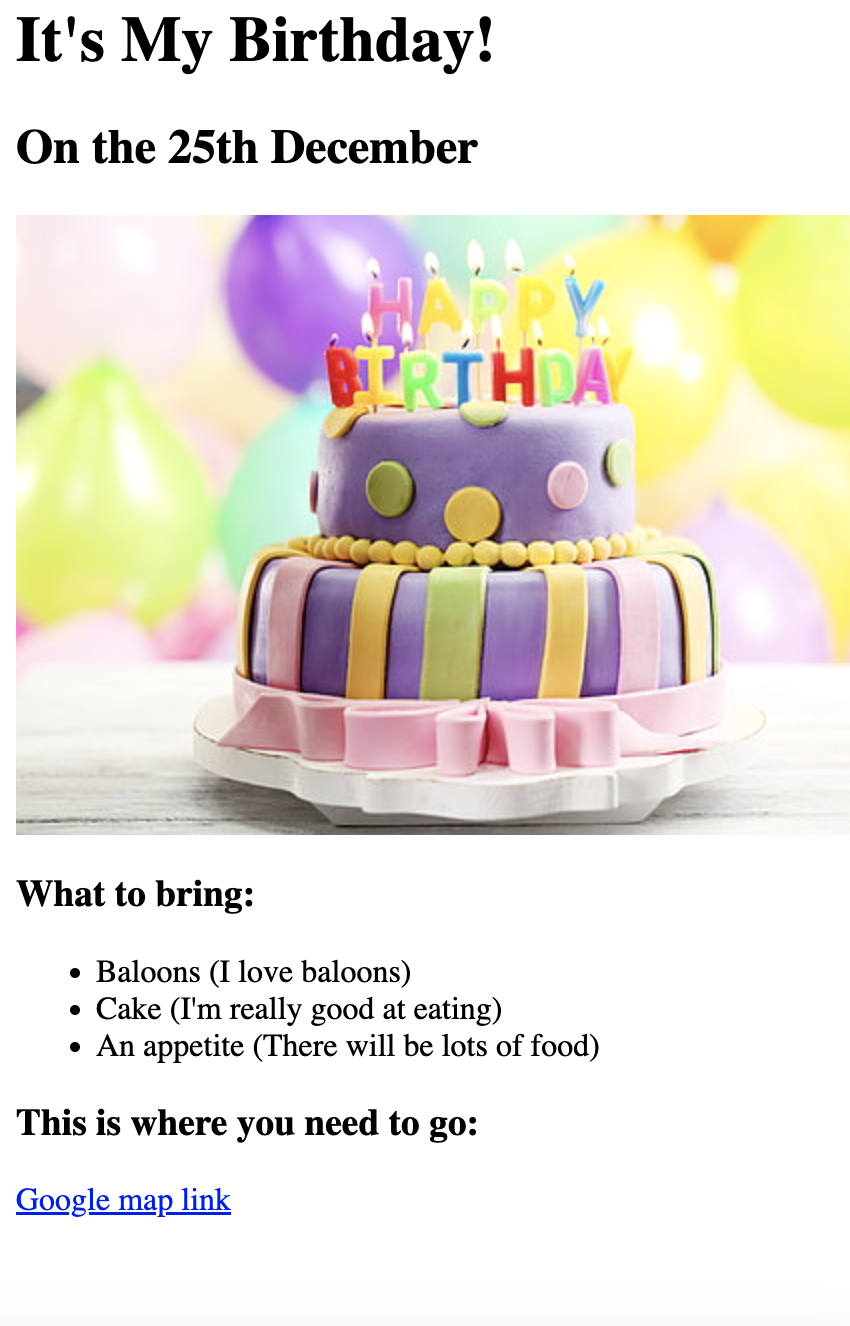 It's My Birthday!
On the 25th December
HAPPY
BIRTHDAY
What to bring:
Baloons (I love baloons)
Cake (I'm really good at eating)
An appetite (There will be lots of food)
This is where you need to go:
Google map link